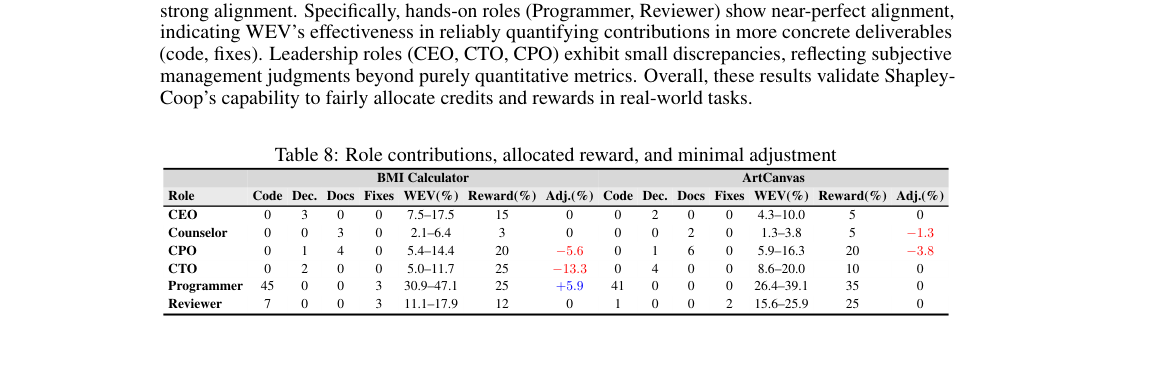 strong alignment. Specifically, hands-on roles (Programmer, Reviewer) show near-perfect alignment,
indicating WEV's effectiveness in reliably quantifying contributions in more concrete deliverables
(code, fixes). Leadership roles (CEO, CTO, CPO) exhibit small discrepancies, reflecting subjective
management judgments beyond purely quantitative metrics. Overall, these results validate Shapley-
Coop's capability to fairly allocate credits and rewards in real-world tasks.
Table 8: Role contributions, allocated reward, and minimal adjustment
BMI Calculator ArtCanvas
Role Code Dec. Docs Fixes WEV(%) Reward(%) Adj.(%) Code Dec. Docs Fixes WEV(%) Reward(%) Adj.(%)
CEO 0 3 0 0 7.5–17.5 15 0 0 2 0 0 4.3–10.0 5 0
Counselor 0 0 3 0 2.1–6.4 3 0 0 0 2 0 1.3–3.8 5 −1.3
CPO 0 1 4 0 5.4–14.4 20 −5.6 0 1 6 0 5.9–16.3 20 −3.8
CTO 0 2 0 0 5.0–11.7 25 −13.3 0 4 0 0 8.6–20.0 10 0
Programmer 45 0 0 3 30.9–47.1 25 +5.9 41 0 0 0 26.4–39.1 35 0
Reviewer 7 0 0 3 11.1–17.9 12 0 1 0 0 2 15.6–25.9 25 0